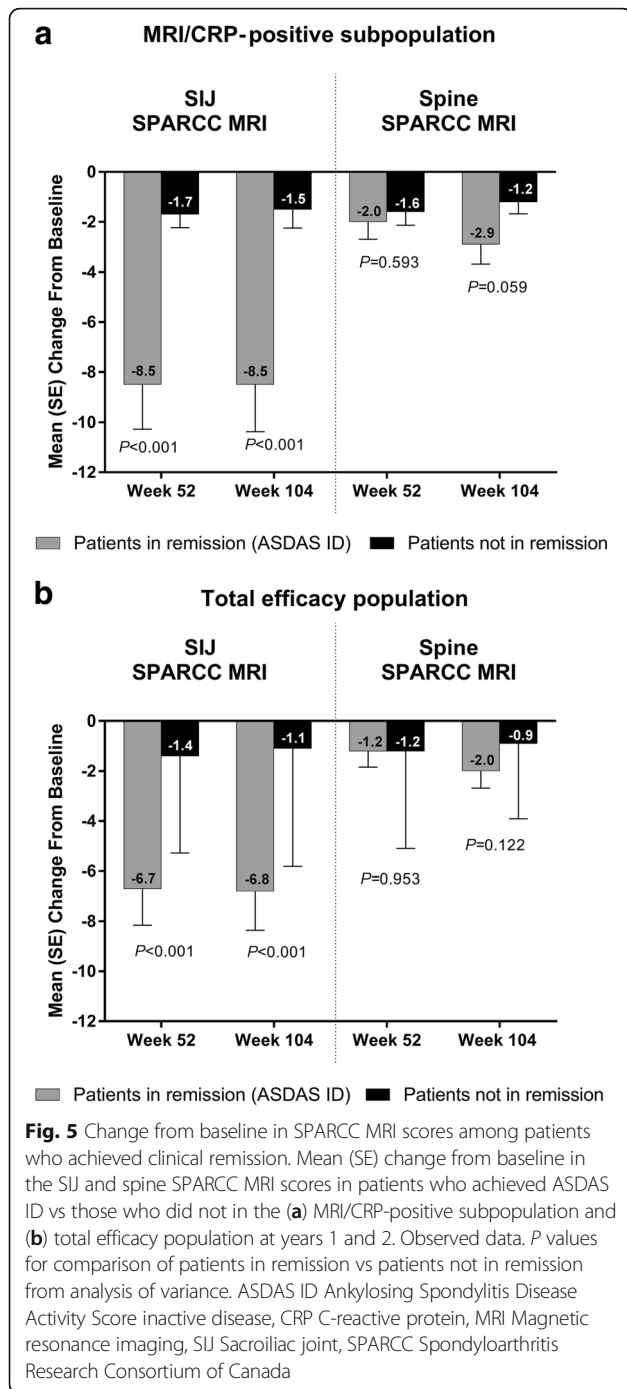 a MRI/CRP-positive subpopulation
SIJ
SPARCC MRI
Spine
SPARCC MRI
Mean (SE) Change From Baseline
0
-2
-4
-6
-8
-10
-12
-8.5
-1.7
-8.5
-1.5
-2.0
-1.6
-2.9
-1.2
P<0.001
P<0.001
P=0.593
P=0.059
Week 52
Week 104
Week 52
Week 104
Patients in remission (ASDAS ID) Patients not in remission
b Total efficacy population
SIJ
SPARCC MRI
Spine
SPARCC MRI
Mean (SE) Change From Baseline
0
-2
-4
-6
-8
-10
-12
-6.7
-1.4
-6.8
-1.1
-1.2
-1.2
-2.0
-0.9
P<0.001
P<0.001
P=0.953
P=0.122
Week 52
Week 104
Week 52
Week 104
Patients in remission (ASDAS ID) Patients not in remission
Fig. 5 Change from baseline in SPARCC MRI scores among patients
who achieved clinical remission. Mean (SE) change from baseline in
the SIJ and spine SPARCC MRI scores in patients who achieved ASDAS
ID vs those who did not in the (a) MRI/CRP-positive subpopulation and
(b) total efficacy population at years 1 and 2. Observed data. P values
for comparison of patients in remission vs patients not in remission
from analysis of variance. ASDAS ID Ankylosing Spondylitis Disease
Activity Score inactive disease, CRP C-reactive protein, MRI Magnetic
resonance imaging, SIJ Sacroiliac joint, SPARCC Spondyloarthritis
Research Consortium of Canada